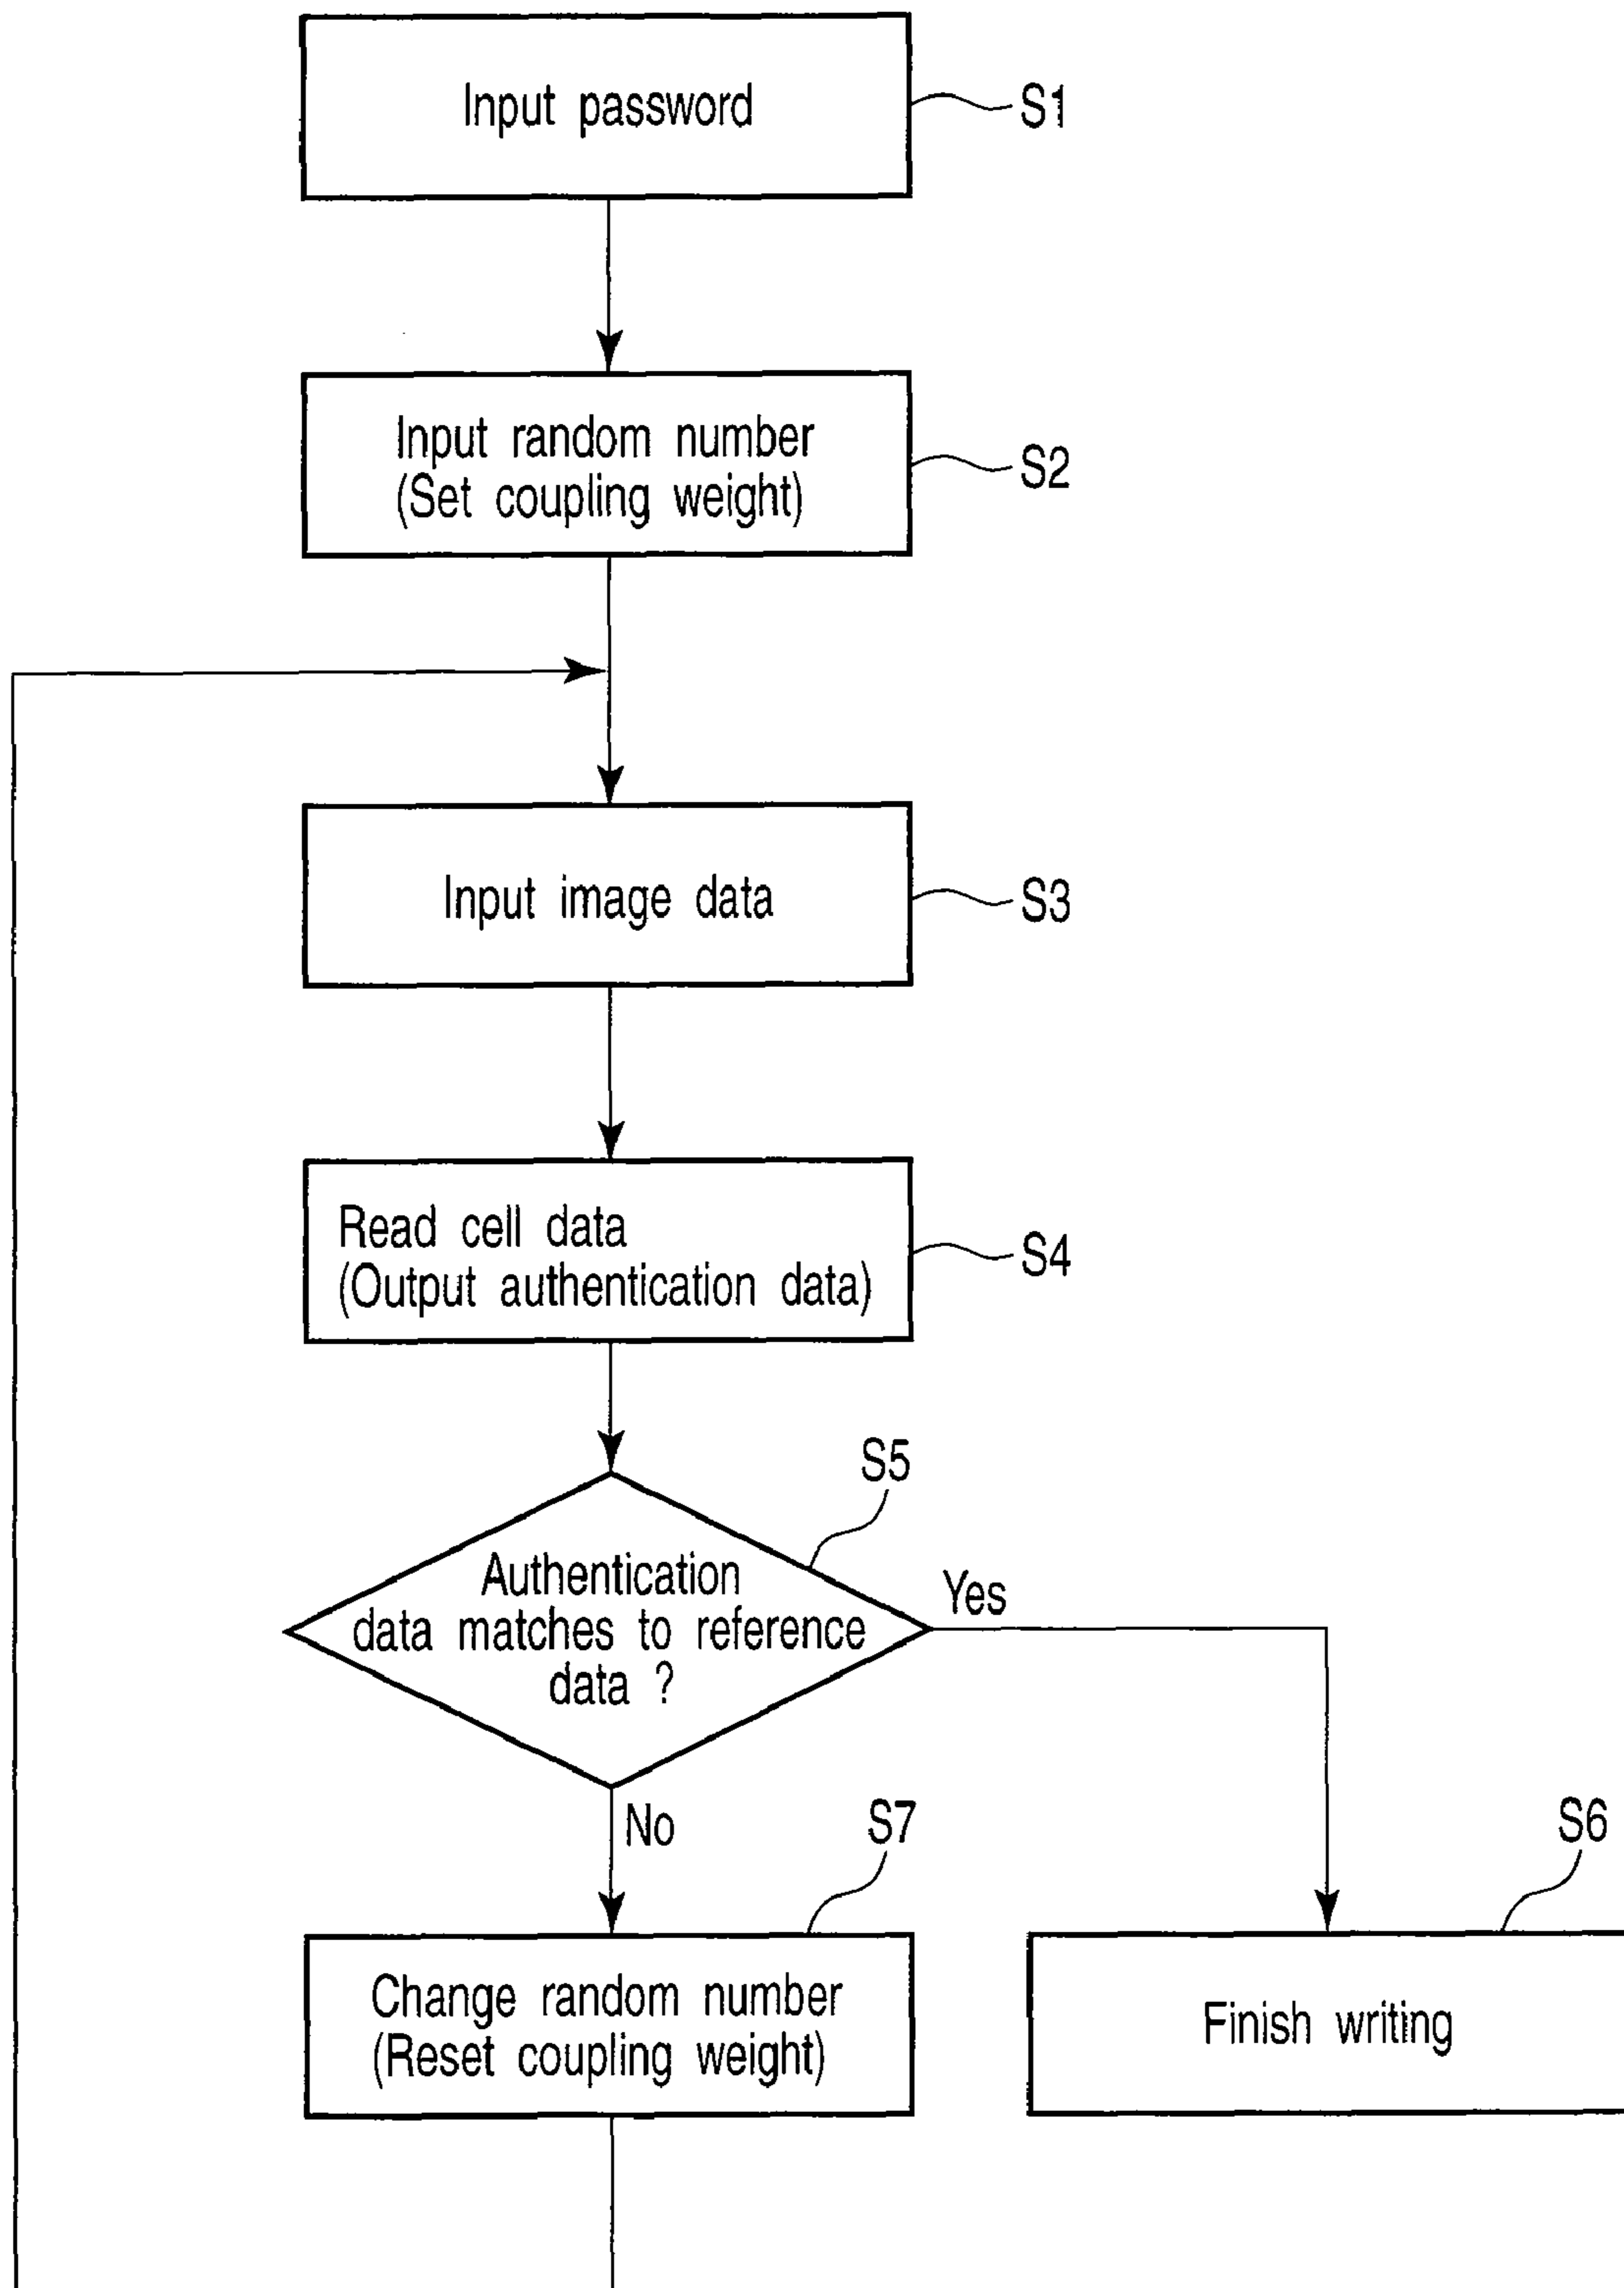 Input password
S1
Input random number
(Set coupling weight)
S2
Input image data
S3
Read cell data
(Output authentication data)
S4
S5
Authentication
data matches to reference
data ?
Yes
No
S7
S6
Change random number
(Reset coupling weight)
Finish writing